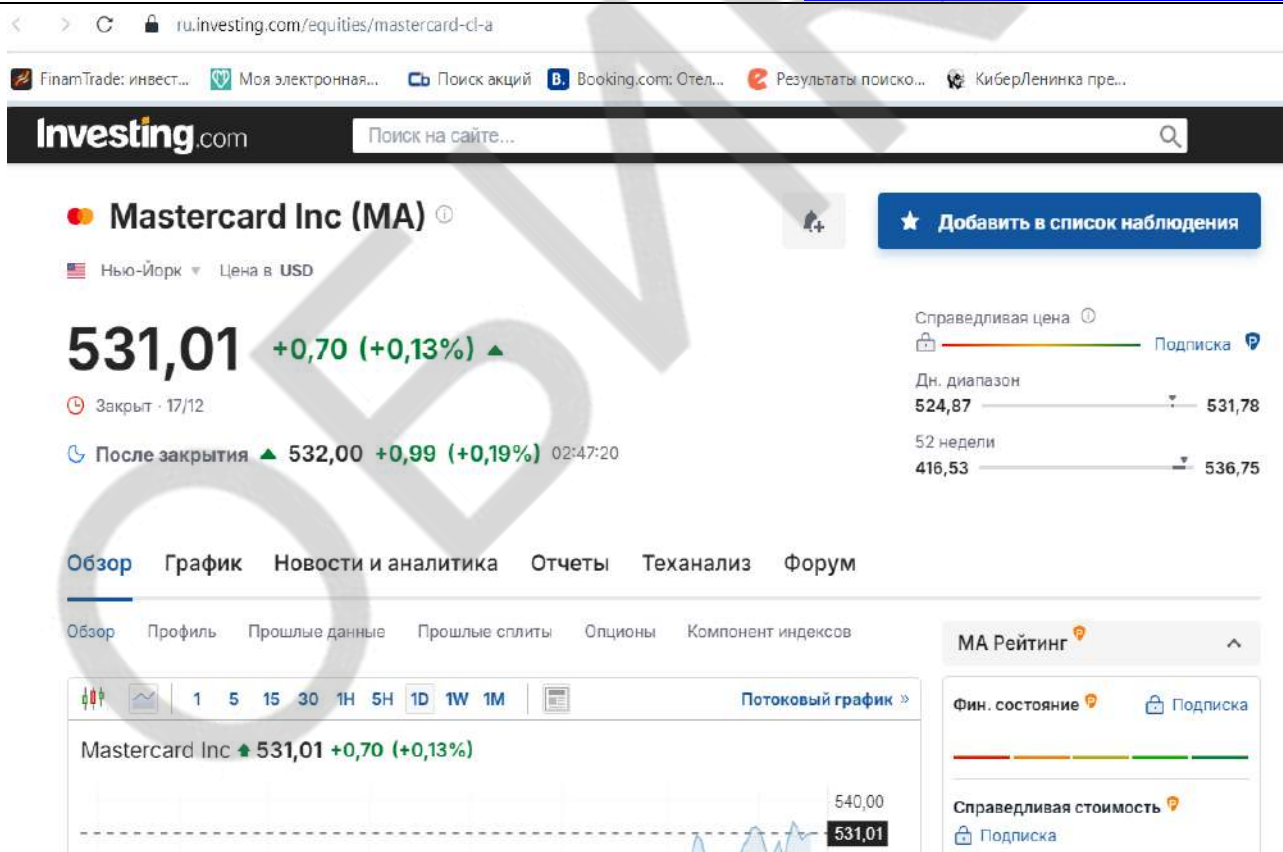 ru.investing.com/equities/mastercard-cl-a
FinamTrade: инвест... Моя электронная... Сь Поиск акций B. Booking.com: Отел... Результаты поиско... КиберЛенинка пре...
Investing.com Поиск на сайте...
Mastercard Inc (MA)
Добавить в список наблюдения
Нью-Йорк Цена в USD
531,01 +0,70 (+0,13%)
Справедливая цена
Подписка
Закрыт · 17/12
Дн. диапазон
524,87 531,78
После закрытия 532,00 +0,99 (+0,19%) 02:47:20
52 недели
416,53 536,75
Обзор График Новости и аналитика Отчеты Теханализ Форум
Обзор Профиль Прошлые данные Прошлые сплиты Опционы Компонент индексов
МА Рейтинг
1 5 15 30 1H 5H 1D 1W 1M Потоковый график »
Фин. состояние Подписка
Mastercard Inc 531,01 +0,70 (+0,13%)
540,00
531,01
Справедливая стоимость
Подписка